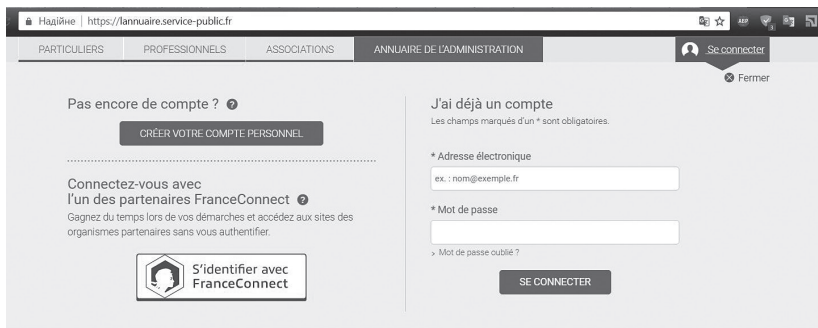 Надійне | https://lannuaire.service-public.fr
ABP
3
PARTICULIERS PROFESSIONNELS ASSOCIATIONS ANNUAIRE DE L'ADMINISTRATION Se connecter
Fermer
Pas encore de compte ? ?
CRÉER VOTRE COMPTE PERSONNEL
Connectez-vous avec
l'un des partenaires FranceConnect ?
Gagnez du temps lors de vos démarches et accédez aux sites des
organismes partenaires sans vous authentifier.
S'identifier avec
FranceConnect
J'ai déjà un compte
Les champs marqués d'un * sont obligatoires.
* Adresse électronique
ex. : nom@exemple.fr
* Mot de passe
> Mot de passe oublié ?
SE CONNECTER